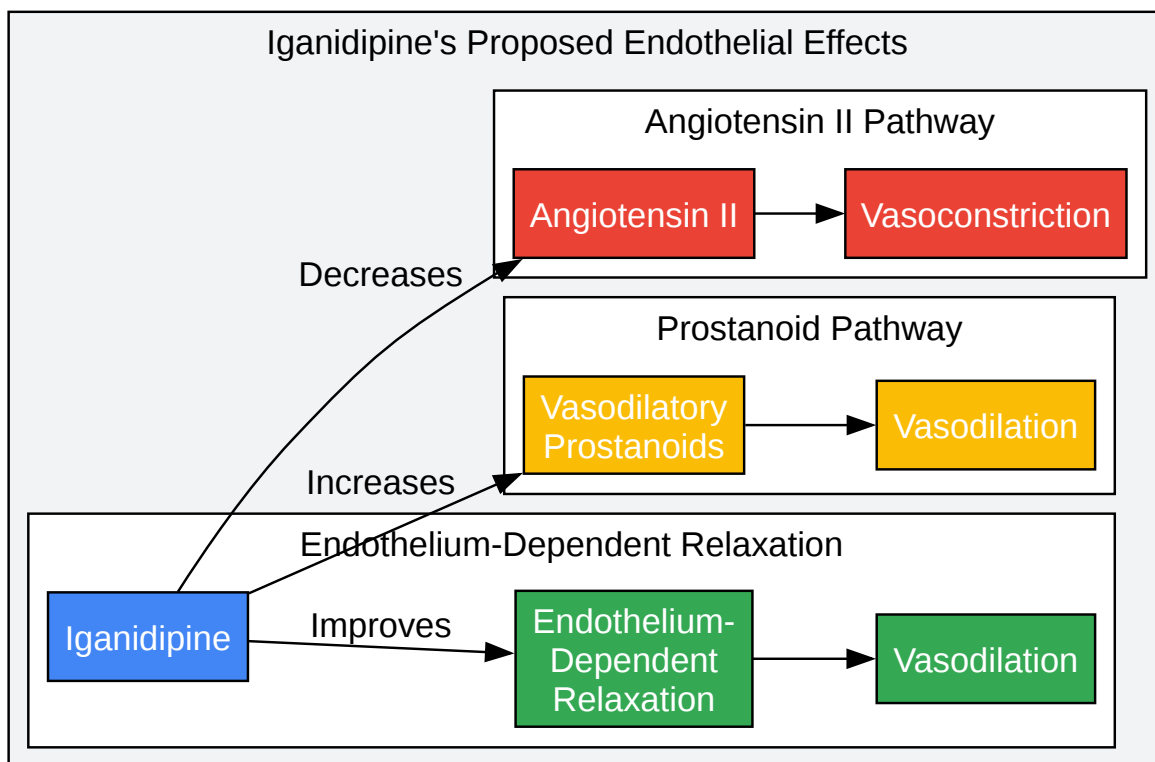 Iganidipine's Proposed Endothelial Effects
Angiotensin II Pathway
Angiotensin II
Vasoconstriction
Decreases
Prostanoid Pathway
Vasodilatory
Prostanoids
Vasodilation
Increases
Endothelium-Dependent Relaxation
Iganidipine
Improves
Endothelium-
Dependent
Relaxation
Vasodilation